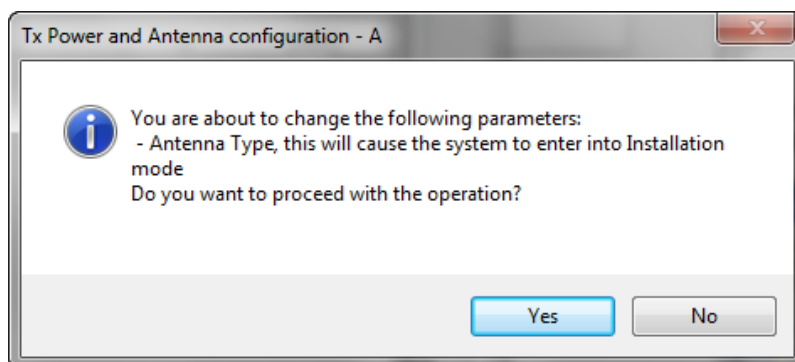 Tx Power and Antenna configuration - A
You are about to change the following parameters:
- Antenna Type, this will cause the system to enter into Installation
mode
Do you want to proceed with the operation?
Yes
No